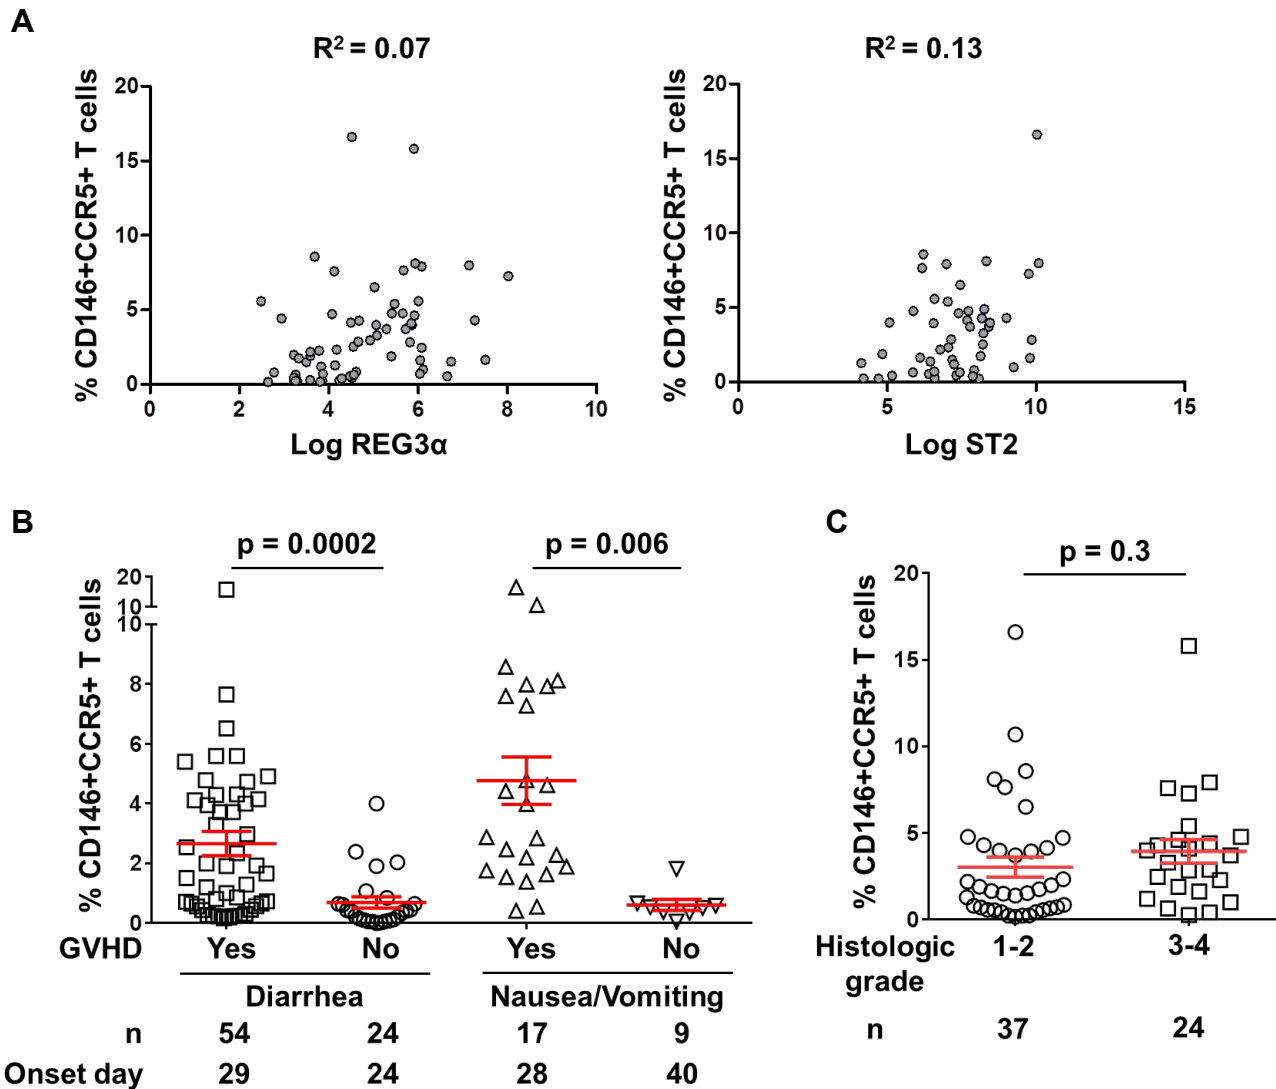 A
R² = 0.07
% CD146+CCR5+ T cells
20
15
10
5
0
0 2 4 6 8 10
Log REG3α
R² = 0.13
% CD146+CCR5+ T cells
20
15
10
5
0
0 5 10 15
Log ST2
B
p = 0.0002 p = 0.006
% CD146+CCR5+ T cells
20
10
10
8
6
4
2
0
GVHD Yes No Yes No
Diarrhea Nausea/Vomiting
n 54 24 17 9
Onset day 29 24 28 40
C
p = 0.3
% CD146+CCR5+ T cells
20
15
10
5
0
Histologic grade 1-2 3-4
n 37 24